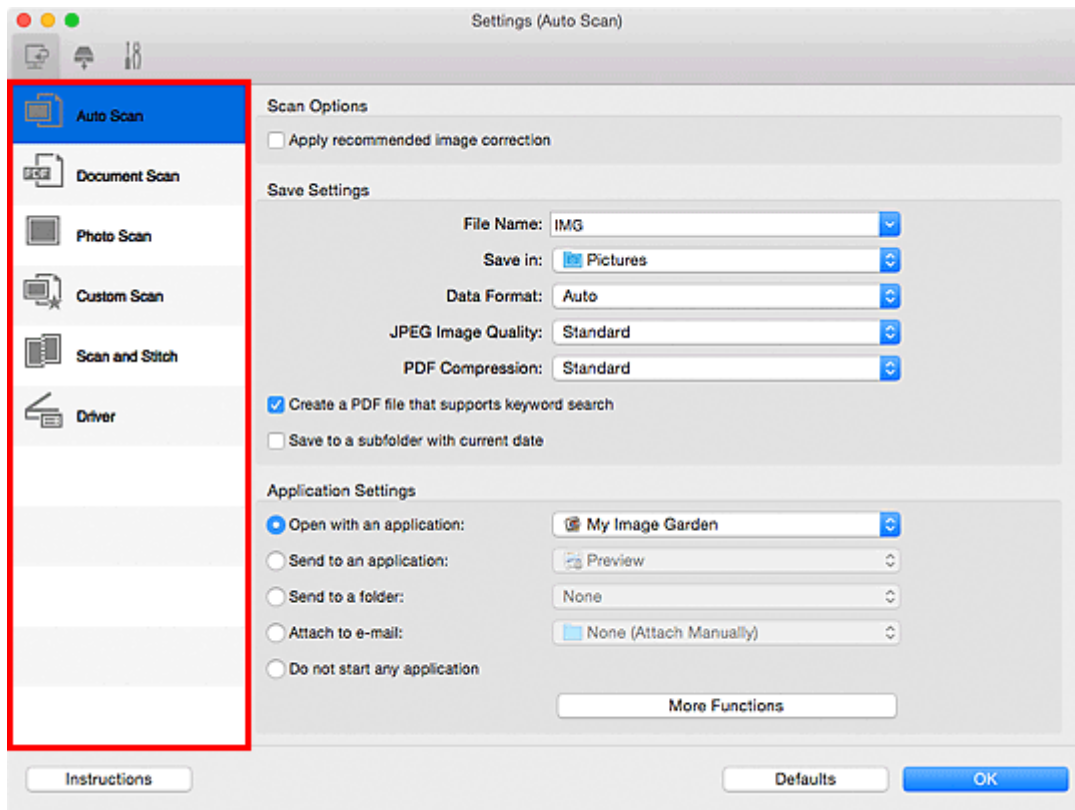 Settings (Auto Scan)
Auto Scan
Document Scan
Photo Scan
Custom Scan
Scan and Stitch
Driver
Scan Options
Apply recommended image correction
Save Settings
File Name: IMG
Save in: Pictures
Data Format: Auto
JPEG Image Quality: Standard
PDF Compression: Standard
Create a PDF file that supports keyword search
Save to a subfolder with current date
Application Settings
Open with an application: My Image Garden
Send to an application: Preview
Send to a folder: None
Attach to e-mail: None (Attach Manually)
Do not start any application
More Functions
Instructions Defaults OK